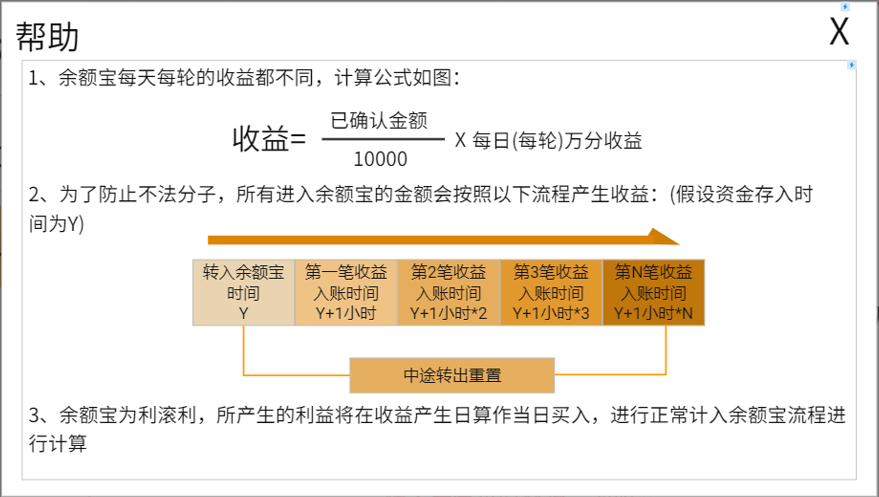 帮助
X
1、余额宝每天每轮的收益都不同，计算公式如图：
收益=
已确认金额
10000
X 每日(每轮)万分收益
2、为了防止不法分子，所有进入余额宝的金额会按照以下流程产生收益：(假设资金存入时
间为Y)
转入余额宝
时间
Y
第一笔收益
入账时间
Y+1小时
第2笔收益
入账时间
Y+1小时*2
第3笔收益
入账时间
Y+1小时*3
第N笔收益
入账时间
Y+1小时*N
中途转出重置
3、余额宝为利滚利，所产生的利益将在收益产生日算作当日买入，进行正常计入余额宝流程进
行计算